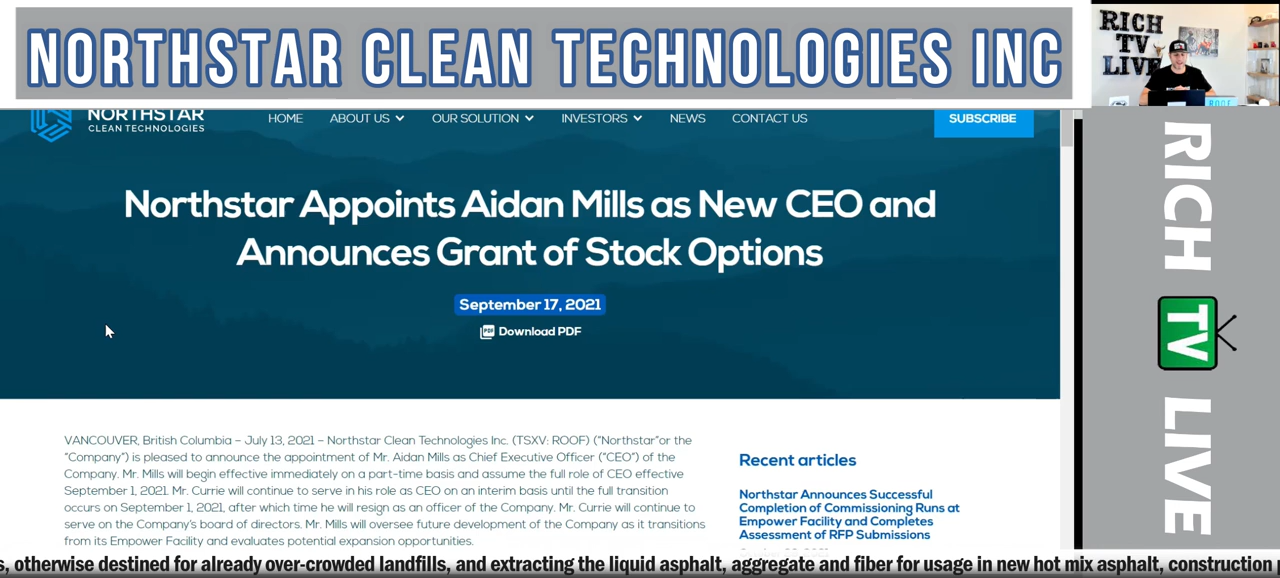 NORTHSTAR CLEAN TECHNOLOGIES INC
RICH
TV
LIVE
ROOF
NORTHSTAR
CLEAN TECHNOLOGIES
HOME ABOUT US OUR SOLUTION INVESTORS NEWS CONTACT US SUBSCRIBE
Northstar Appoints Aidan Mills as New CEO and
Announces Grant of Stock Options
September 17, 2021
PDF Download PDF
VANCOUVER, British Columbia – July 13, 2021 – Northstar Clean Technologies Inc. (TSXV: ROOF) (“Northstar”or the
“Company”) is pleased to announce the appointment of Mr. Aidan Mills as Chief Executive Officer (“CEO”) of the
Company. Mr. Mills will begin effective immediately on a part-time basis and assume the full role of CEO effective
September 1, 2021. Mr. Currie will continue to serve in his role as CEO on an interim basis until the full transition
occurs on September 1, 2021, after which time he will resign as an officer of the Company. Mr. Currie will continue to
serve on the Company’s board of directors. Mr. Mills will oversee future development of the Company as it transitions
from its Empower Facility and evaluates potential expansion opportunities.
Recent articles
Northstar Announces Successful
Completion of Commissioning Runs at
Empower Facility and Completes
Assessment of RFP Submissions
RICH TV LIVE
s, otherwise destined for already over-crowded landfills, and extracting the liquid asphalt, aggregate and fiber for usage in new hot mix asphalt, construction